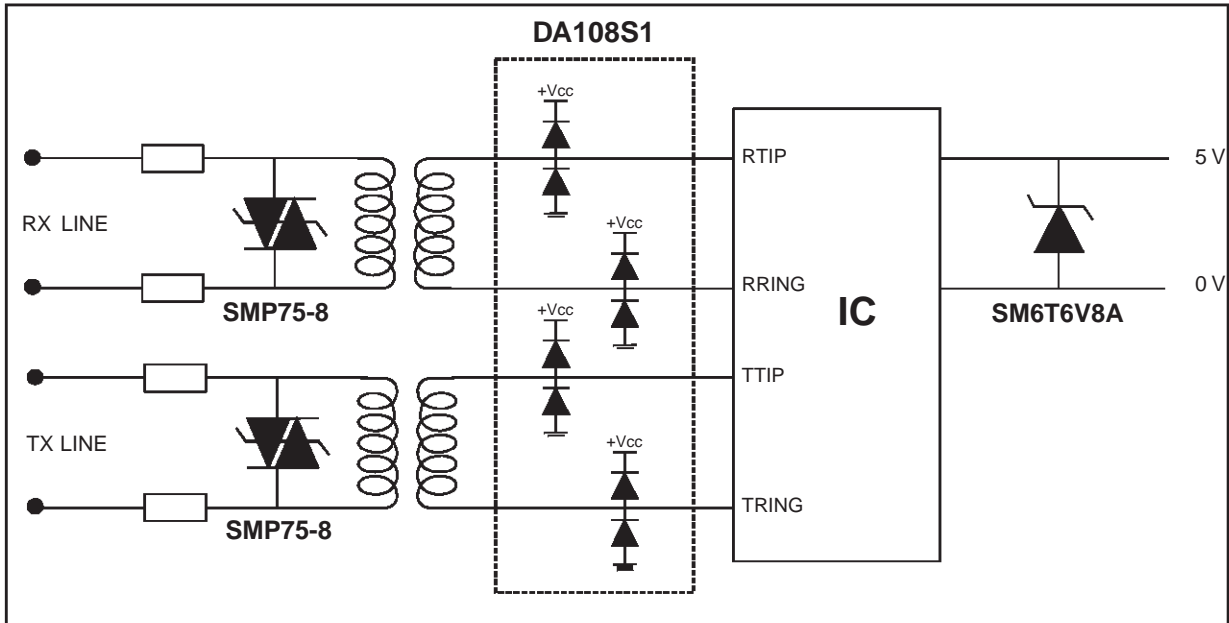 DA108S1
+Vcc
RTIP
5 V
RX LINE
+Vcc
RRING
0 V
SMP75-8
IC
SM6T6V8A
+Vcc
TTIP
TX LINE
+Vcc
TRING
SMP75-8